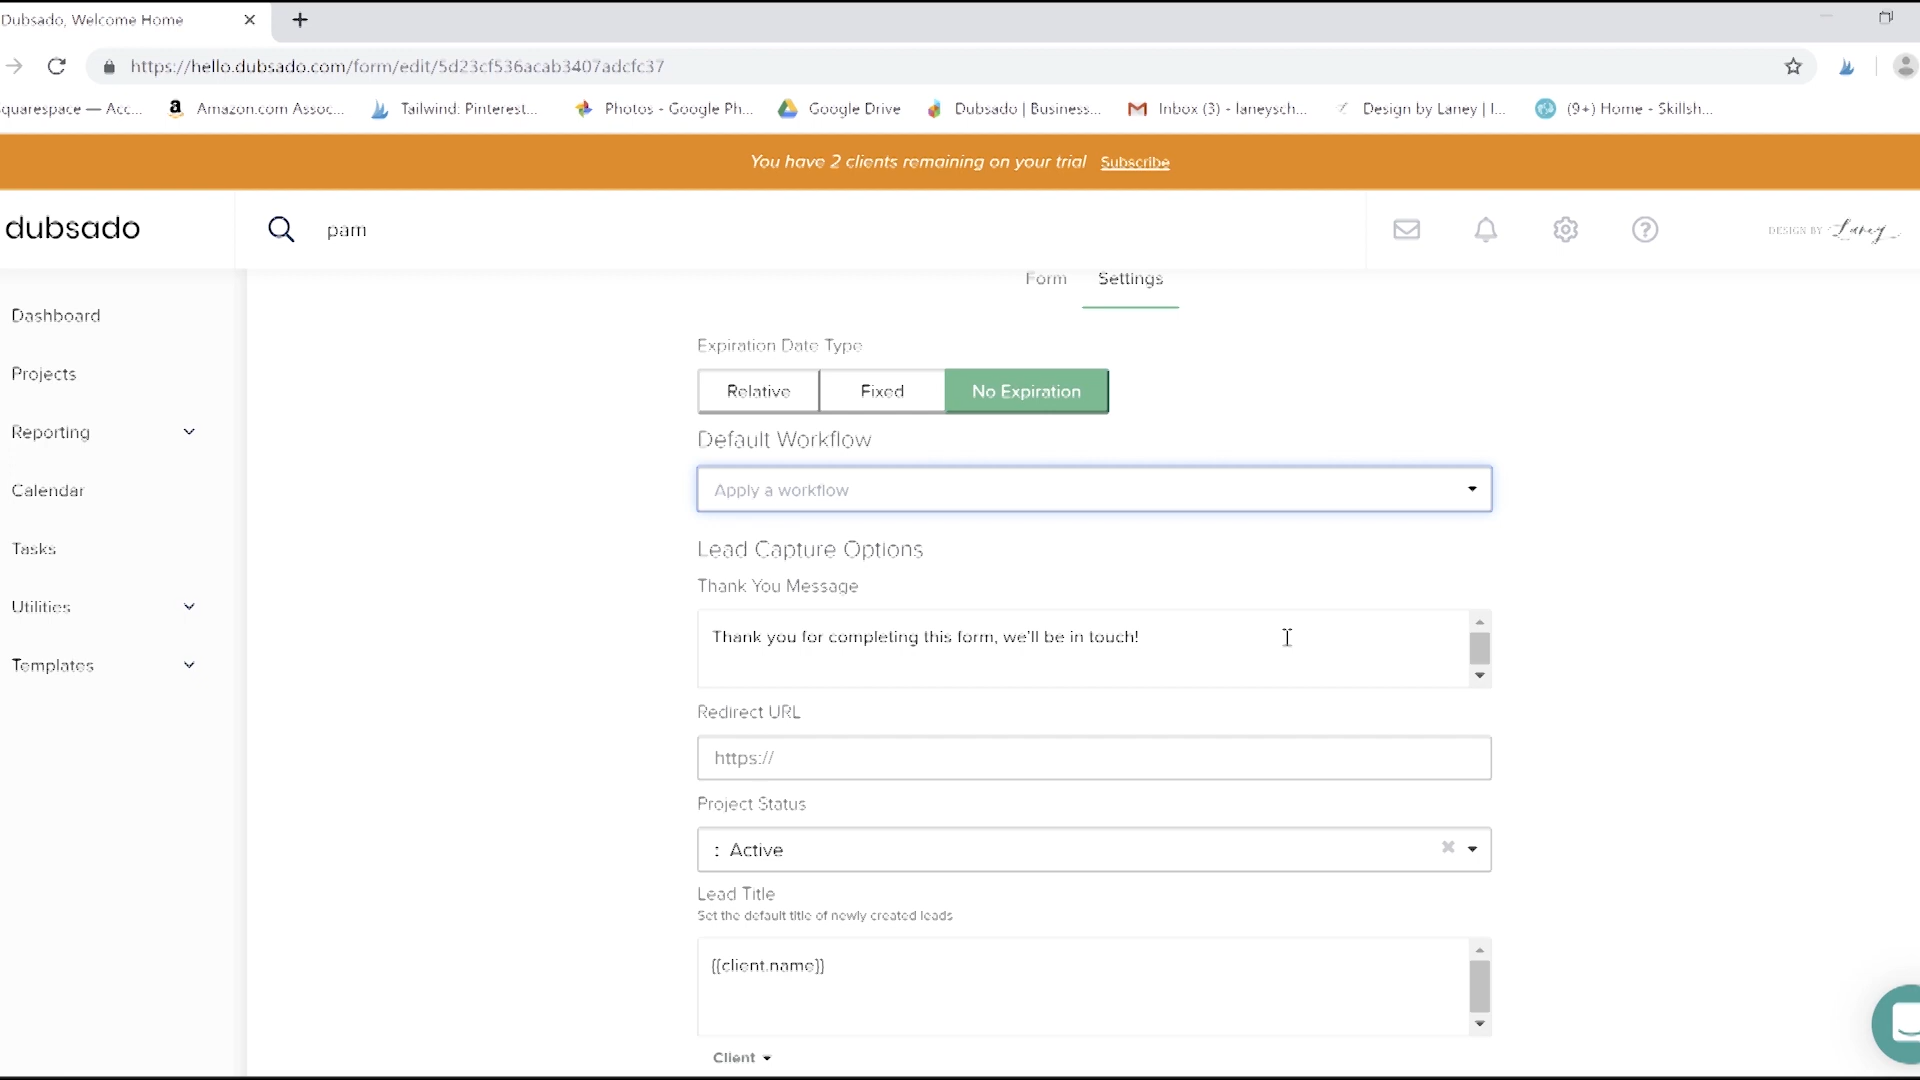 Dubsado, Welcome Home
https://hello.dubsado.com/form/edit/5d23cf536acab3407adcfc37
quarespace — Acc...
Amazon.com Assoc...
Tailwind: Pinterest...
Photos - Google Ph...
Google Drive
Dubsado | Business...
Inbox (3) - laneysch...
Design by Laney | I...
(9+) Home - Skillsh...
You have 2 clients remaining on your trial Subscribe
dubsado
pam
DESIGN BY Laney
Form Settings
Dashboard
Projects
Reporting
Calendar
Tasks
Utilities
Templates
Expiration Date Type
Relative Fixed No Expiration
Default Workflow
Apply a workflow
Lead Capture Options
Thank You Message
Thank you for completing this form, we'll be in touch!
Redirect URL
https://
Project Status
: Active
Lead Title
Set the default title of newly created leads
{{client.name}}
Client